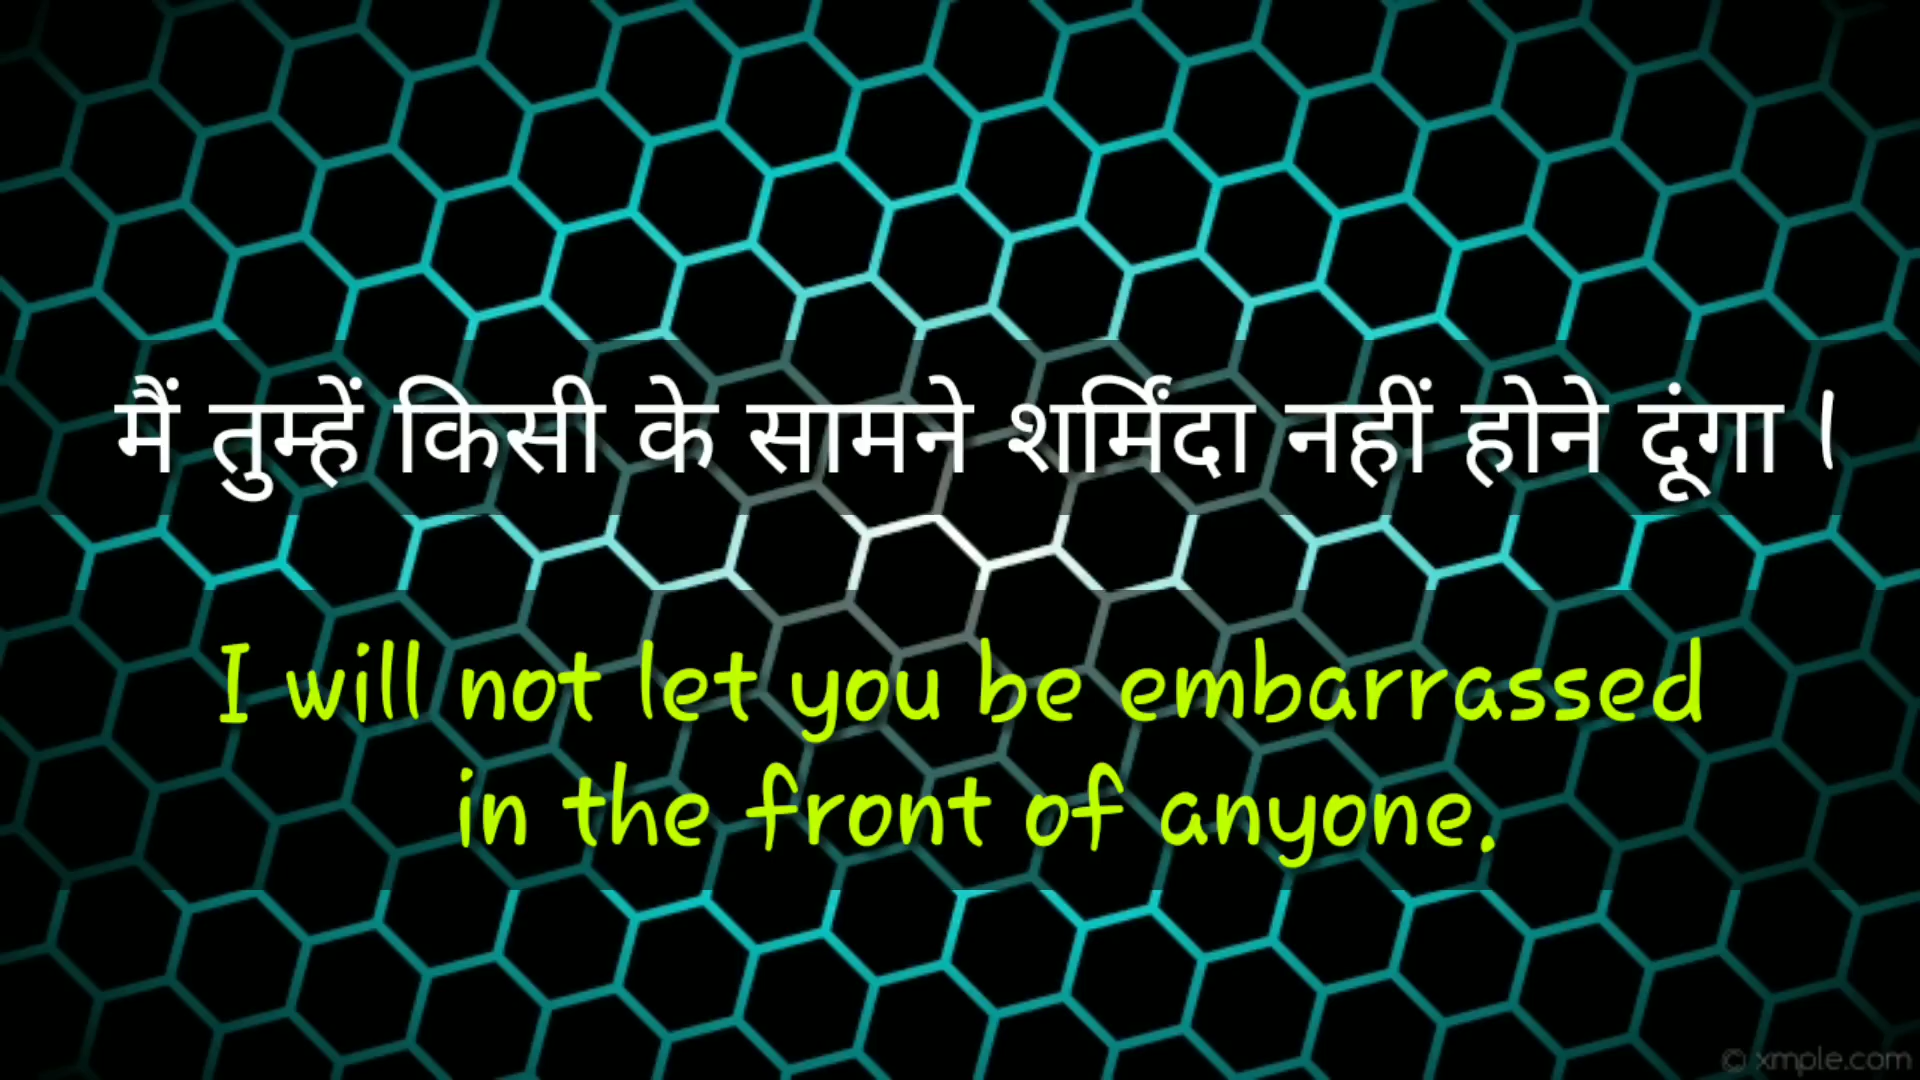 मैं तुम्हें किसी के सामने शर्मिंदा नहीं होने दूंगा ।
I will not let you be embarrassed
in the front of anyone.
© xmple.com